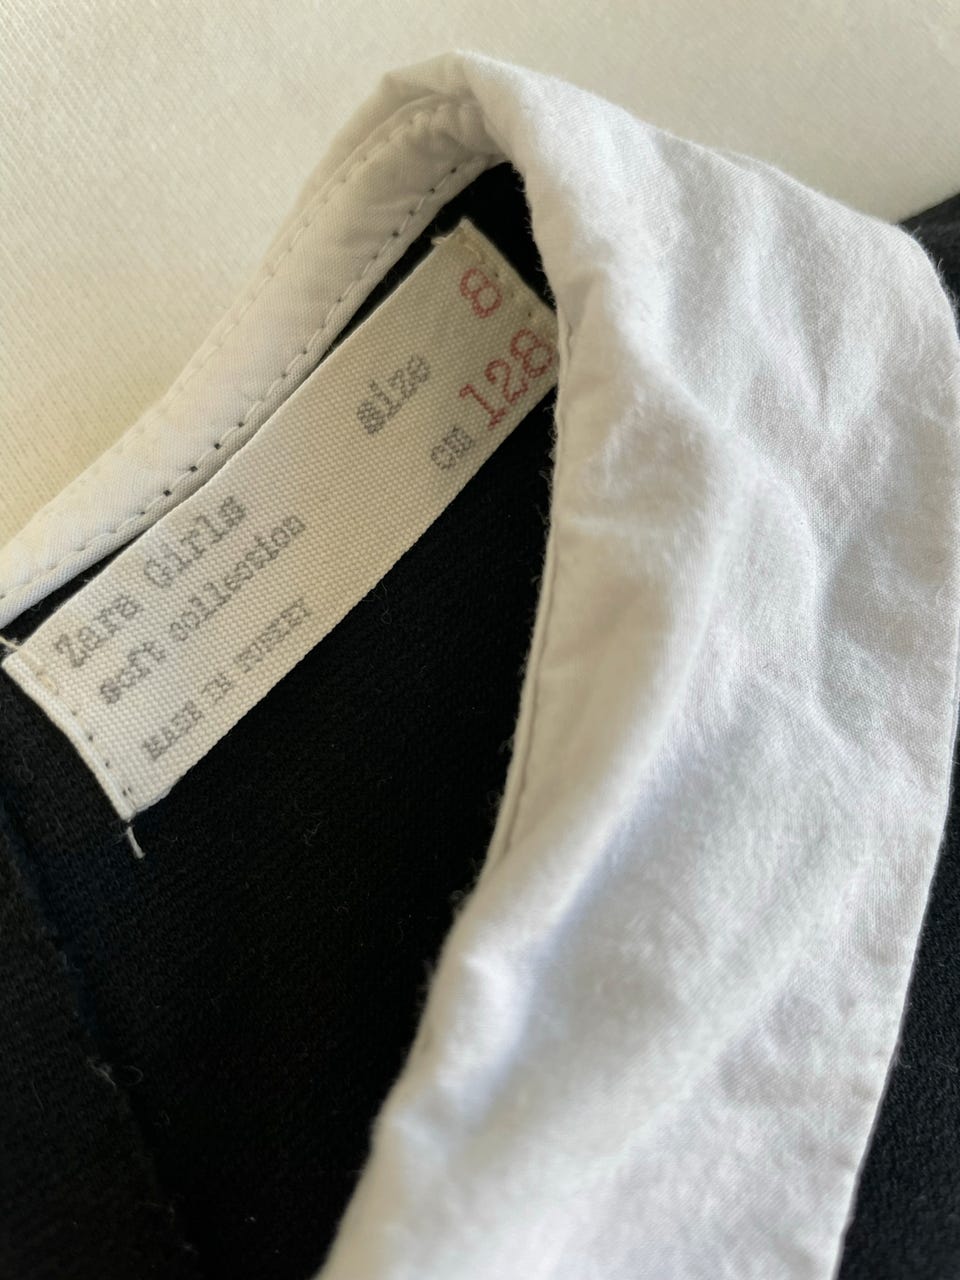 Zara Girls
soft collection
MADE IN TURKEY
size 8
CM 128